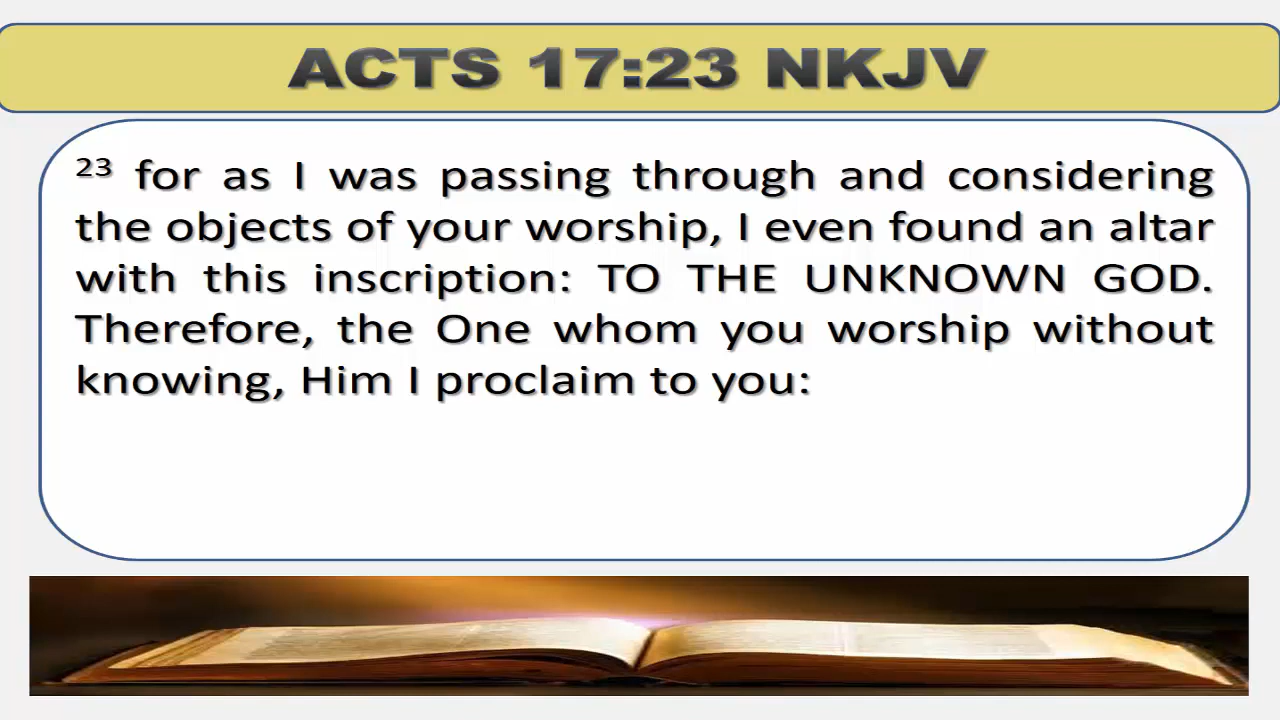 ACTS 17:23 NKJV
²³ for as I was passing through and considering
the objects of your worship, I even found an altar
with this inscription: TO THE UNKNOWN GOD.
Therefore, the One whom you worship without
knowing, Him I proclaim to you: